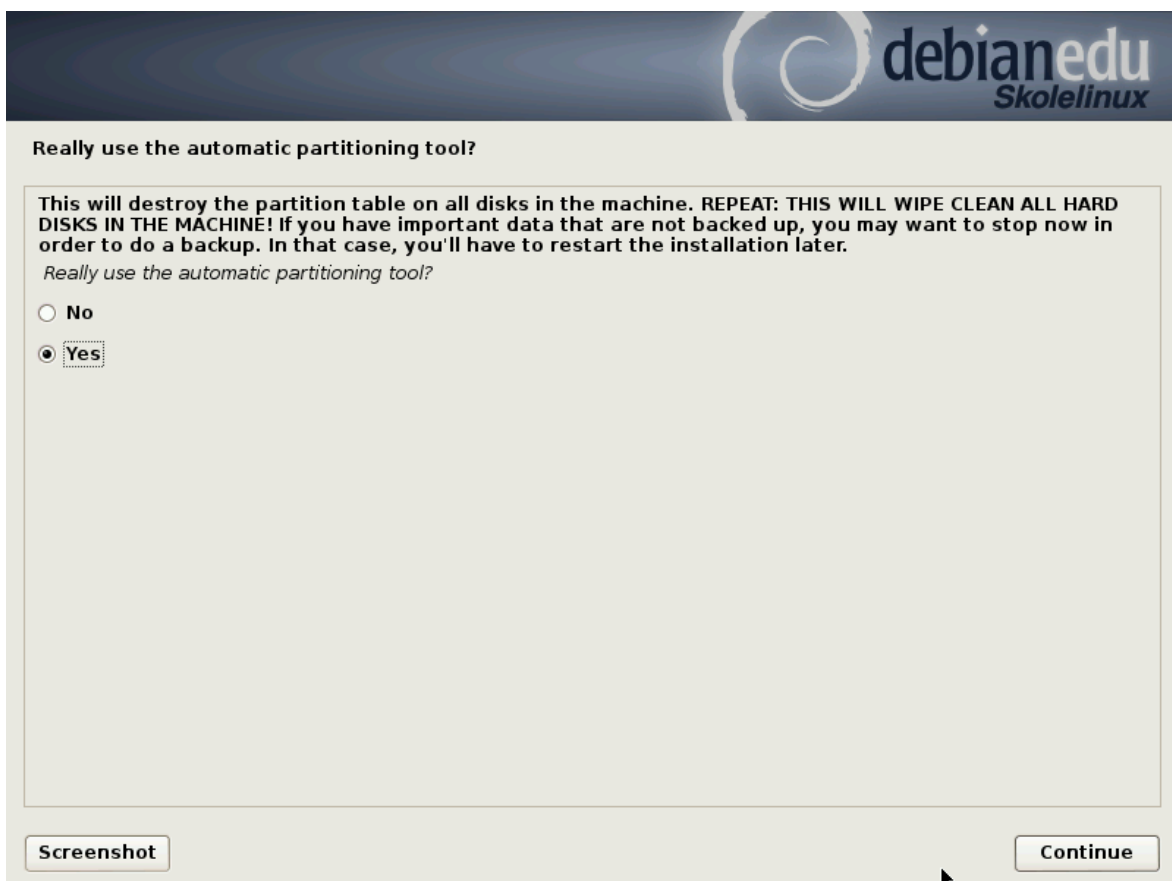 debianedu
Skolelinux
Really use the automatic partitioning tool?
This will destroy the partition table on all disks in the machine. REPEAT: THIS WILL WIPE CLEAN ALL HARD
DISKS IN THE MACHINE! If you have important data that are not backed up, you may want to stop now in
order to do a backup. In that case, you'll have to restart the installation later.
Really use the automatic partitioning tool?
No
Yes
Screenshot
Continue